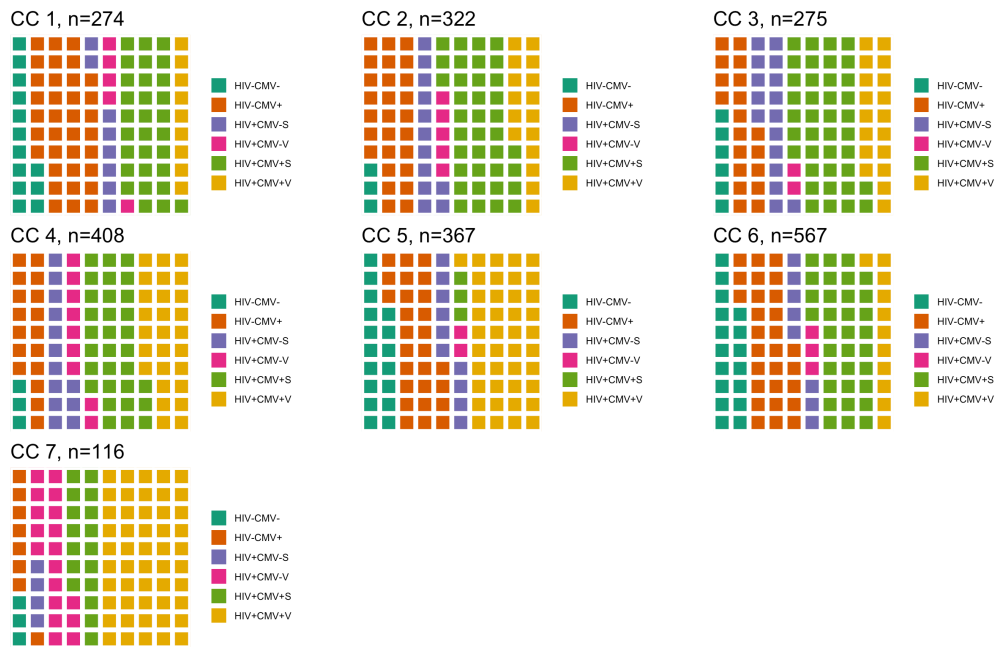 CC 1, n=274
HIV-CMV-
HIV-CMV+
HIV+CMV-S
HIV+CMV-V
HIV+CMV+S
HIV+CMV+V
CC 2, n=322
HIV-CMV-
HIV-CMV+
HIV+CMV-S
HIV+CMV-V
HIV+CMV+S
HIV+CMV+V
CC 3, n=275
HIV-CMV-
HIV-CMV+
HIV+CMV-S
HIV+CMV-V
HIV+CMV+S
HIV+CMV+V
CC 4, n=408
HIV-CMV-
HIV-CMV+
HIV+CMV-S
HIV+CMV-V
HIV+CMV+S
HIV+CMV+V
CC 5, n=367
HIV-CMV-
HIV-CMV+
HIV+CMV-S
HIV+CMV-V
HIV+CMV+S
HIV+CMV+V
CC 6, n=567
HIV-CMV-
HIV-CMV+
HIV+CMV-S
HIV+CMV-V
HIV+CMV+S
HIV+CMV+V
CC 7, n=116
HIV-CMV-
HIV-CMV+
HIV+CMV-S
HIV+CMV-V
HIV+CMV+S
HIV+CMV+V